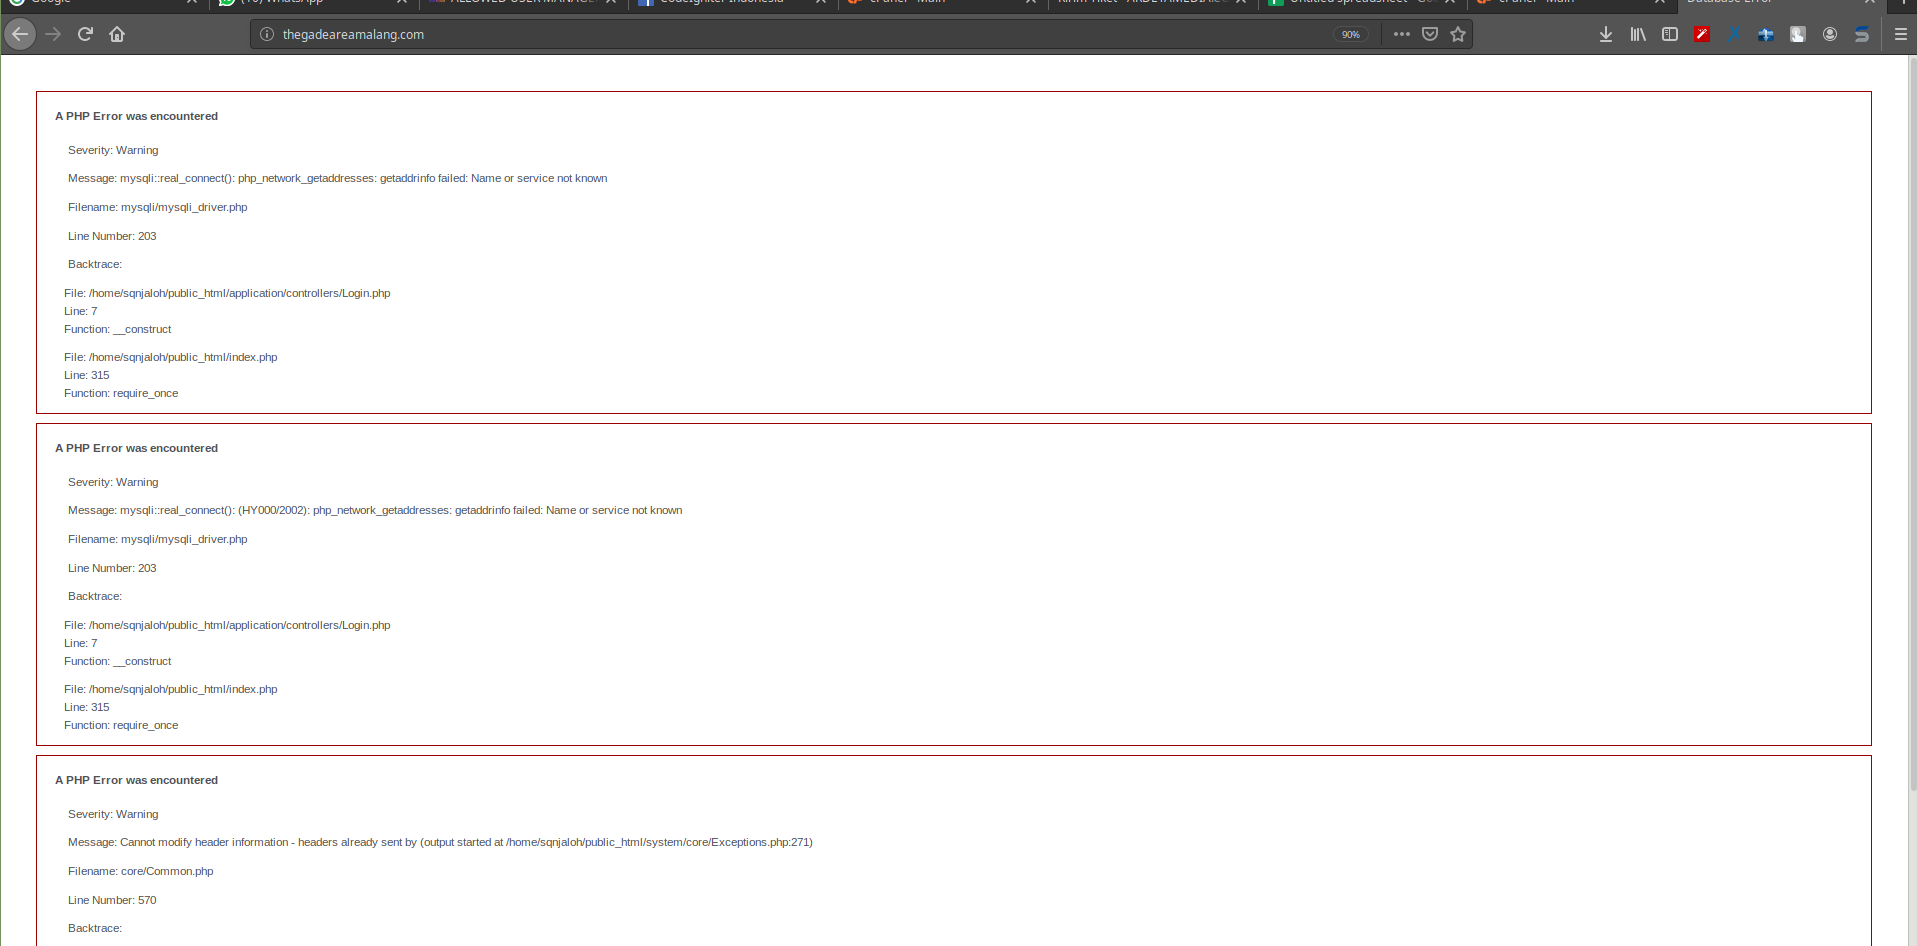 Google
WhatsApp
ALLOWED USER MANAG
CodeIgniter Indonesia
cPanel - Main
Untitled spreadsheet - Go
cPanel - Main
Database Error
thegadeareamalang.com
90%
A PHP Error was encountered
Severity: Warning
Message: mysqli::real_connect(): php_network_getaddresses: getaddrinfo failed: Name or service not known
Filename: mysqli/mysqli_driver.php
Line Number: 203
Backtrace:
File: /home/sqnjaloh/public_html/application/controllers/Login.php
Line: 7
Function: __construct
File: /home/sqnjaloh/public_html/index.php
Line: 315
Function: require_once
A PHP Error was encountered
Severity: Warning
Message: mysqli::real_connect(): (HY000/2002): php_network_getaddresses: getaddrinfo failed: Name or service not known
Filename: mysqli/mysqli_driver.php
Line Number: 203
Backtrace:
File: /home/sqnjaloh/public_html/application/controllers/Login.php
Line: 7
Function: __construct
File: /home/sqnjaloh/public_html/index.php
Line: 315
Function: require_once
A PHP Error was encountered
Severity: Warning
Message: Cannot modify header information - headers already sent by (output started at /home/sqnjaloh/public_html/system/core/Exceptions.php:271)
Filename: core/Common.php
Line Number: 570
Backtrace: